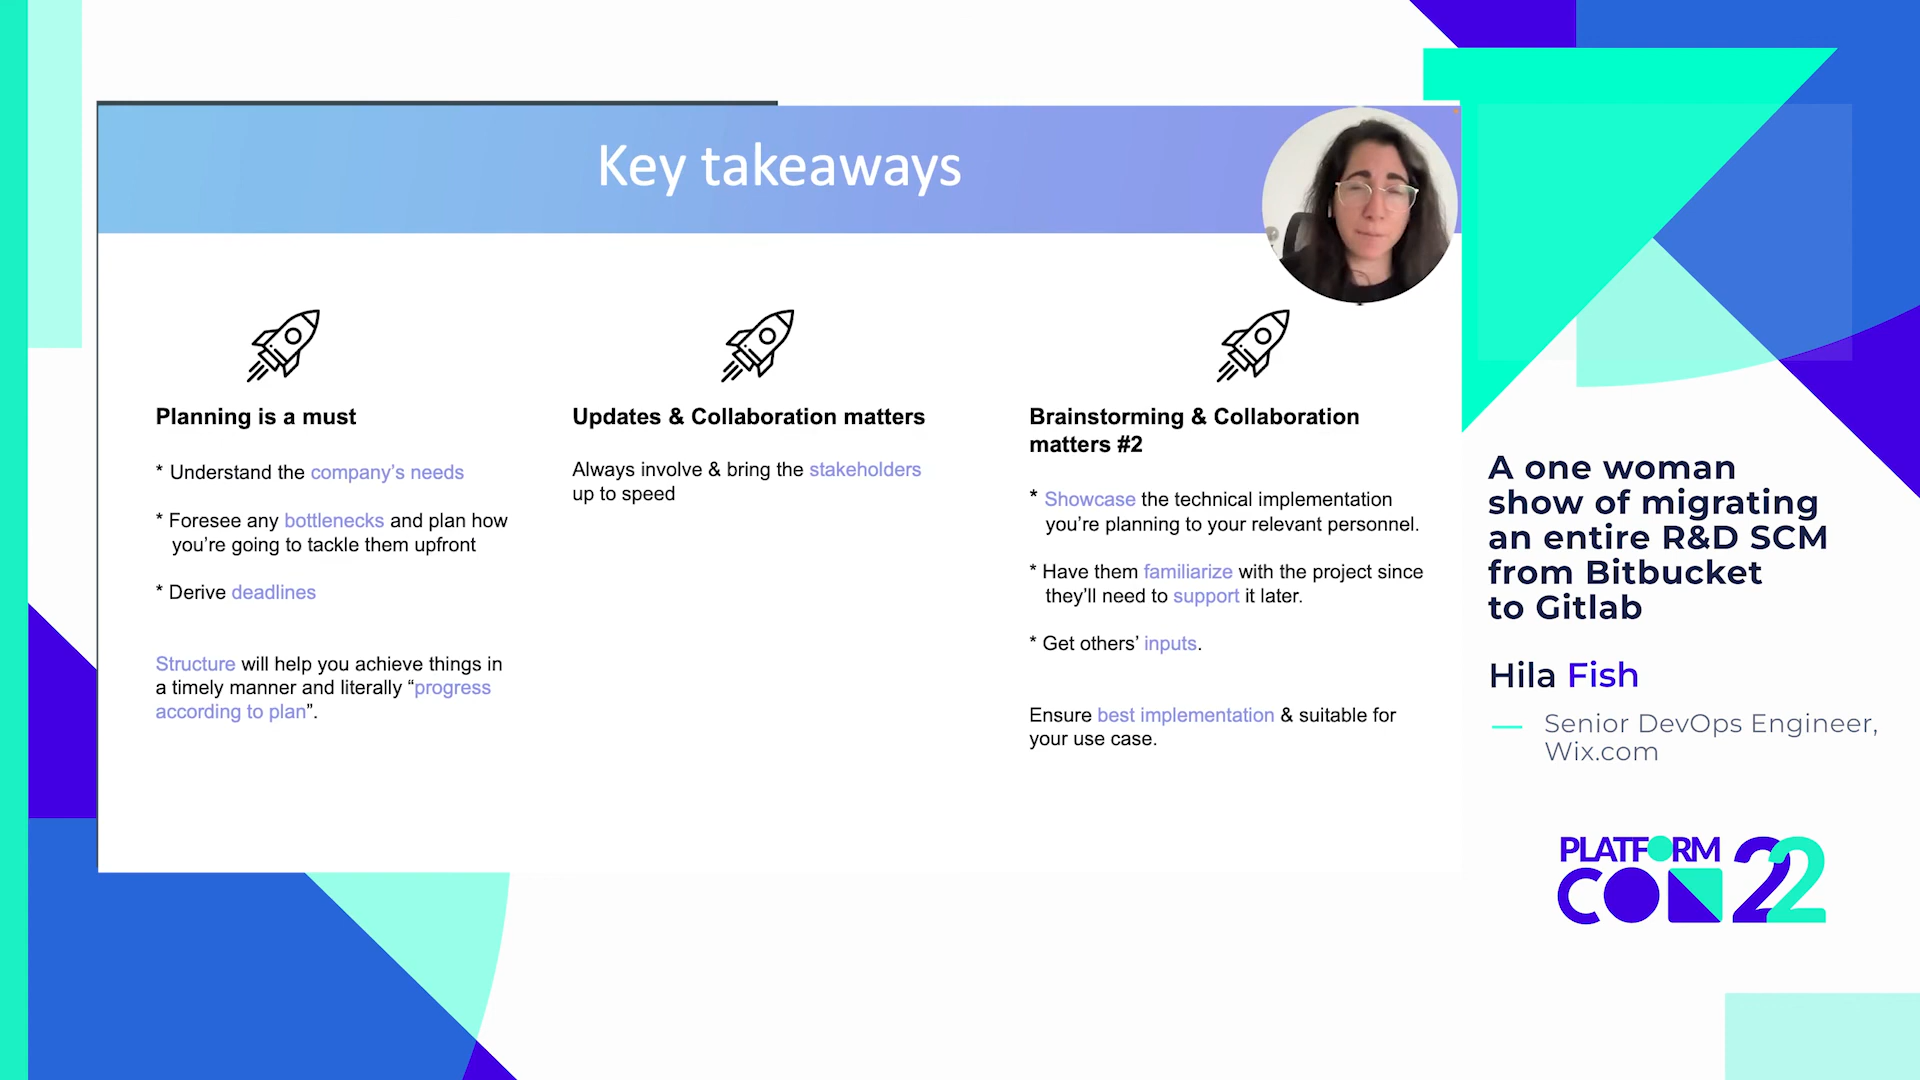 Key takeaways
Planning is a must
* Understand the company's needs
* Foresee any bottlenecks and plan how
you're going to tackle them upfront
* Derive deadlines
Structure will help you achieve things in
a timely manner and literally “progress
according to plan”.
Updates & Collaboration matters
Always involve & bring the stakeholders
up to speed
Brainstorming & Collaboration
matters #2
* Showcase the technical implementation
you're planning to your relevant personnel.
* Have them familiarize with the project since
they'll need to support it later.
* Get others' inputs.
Ensure best implementation & suitable for
your use case.
A one woman
show of migrating
an entire R&D SCM
from Bitbucket
to Gitlab
Hila Fish
— Senior DevOps Engineer,
Wix.com
PLATFORM
CON 22